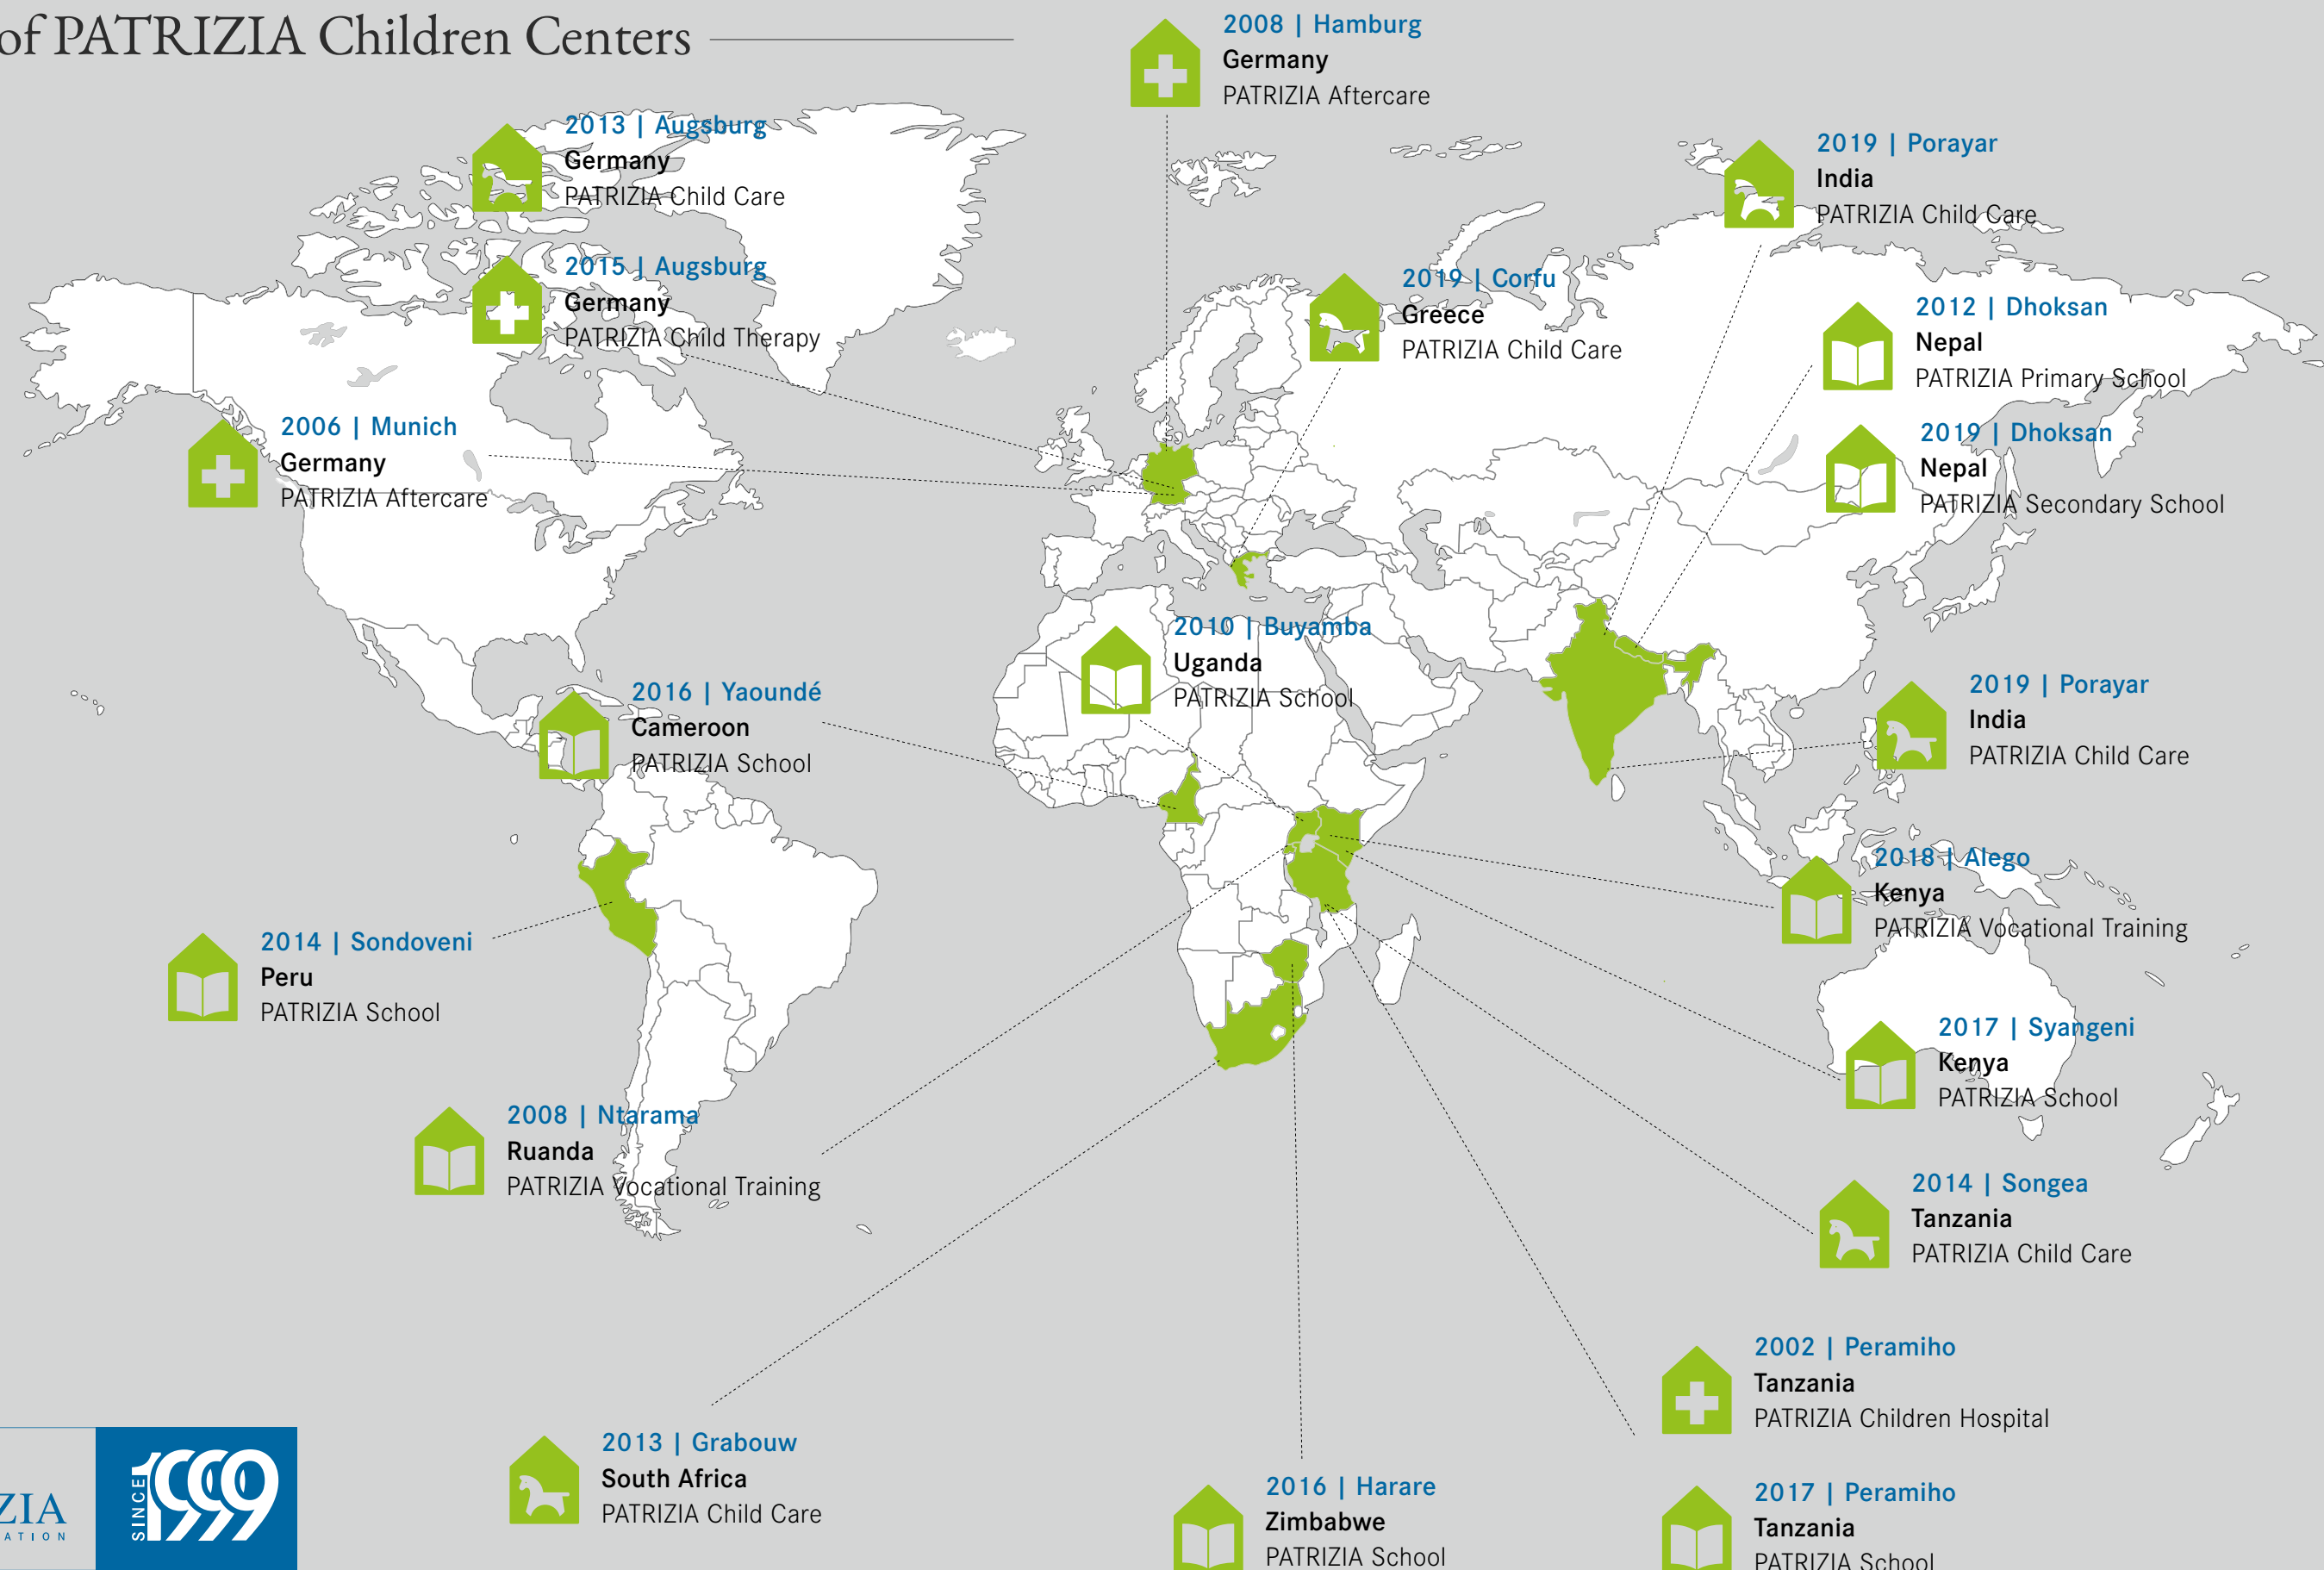 of PATRIZIA Children Centers
2008 | Hamburg
Germany
PATRIZIA Aftercare
2013 | Augsburg
Germany
PATRIZIA Child Care
2019 | Porayar
India
PATRIZIA Child Care
2015 | Augsburg
Germany
PATRIZIA Child Therapy
2019 | Corfu
Greece
PATRIZIA Child Care
2012 | Dhoksan
Nepal
PATRIZIA Primary School
2006 | Munich
Germany
PATRIZIA Aftercare
2019 | Dhoksan
Nepal
PATRIZIA Secondary School
2010 | Buyamba
Uganda
PATRIZIA School
2016 | Yaoundé
Cameroon
PATRIZIA School
2019 | Porayar
India
PATRIZIA Child Care
2018 | Alego
Kenya
PATRIZIA Vocational Training
2014 | Sondoveni
Peru
PATRIZIA School
2017 | Syangeni
Kenya
PATRIZIA School
2008 | Ntarama
Ruanda
PATRIZIA Vocational Training
2014 | Songea
Tanzania
PATRIZIA Child Care
2002 | Peramiho
Tanzania
PATRIZIA Children Hospital
2013 | Grabouw
South Africa
PATRIZIA Child Care
2016 | Harare
Zimbabwe
PATRIZIA School
2017 | Peramiho
Tanzania
PATRIZIA School
ZIA
ATION
SINCE 1999